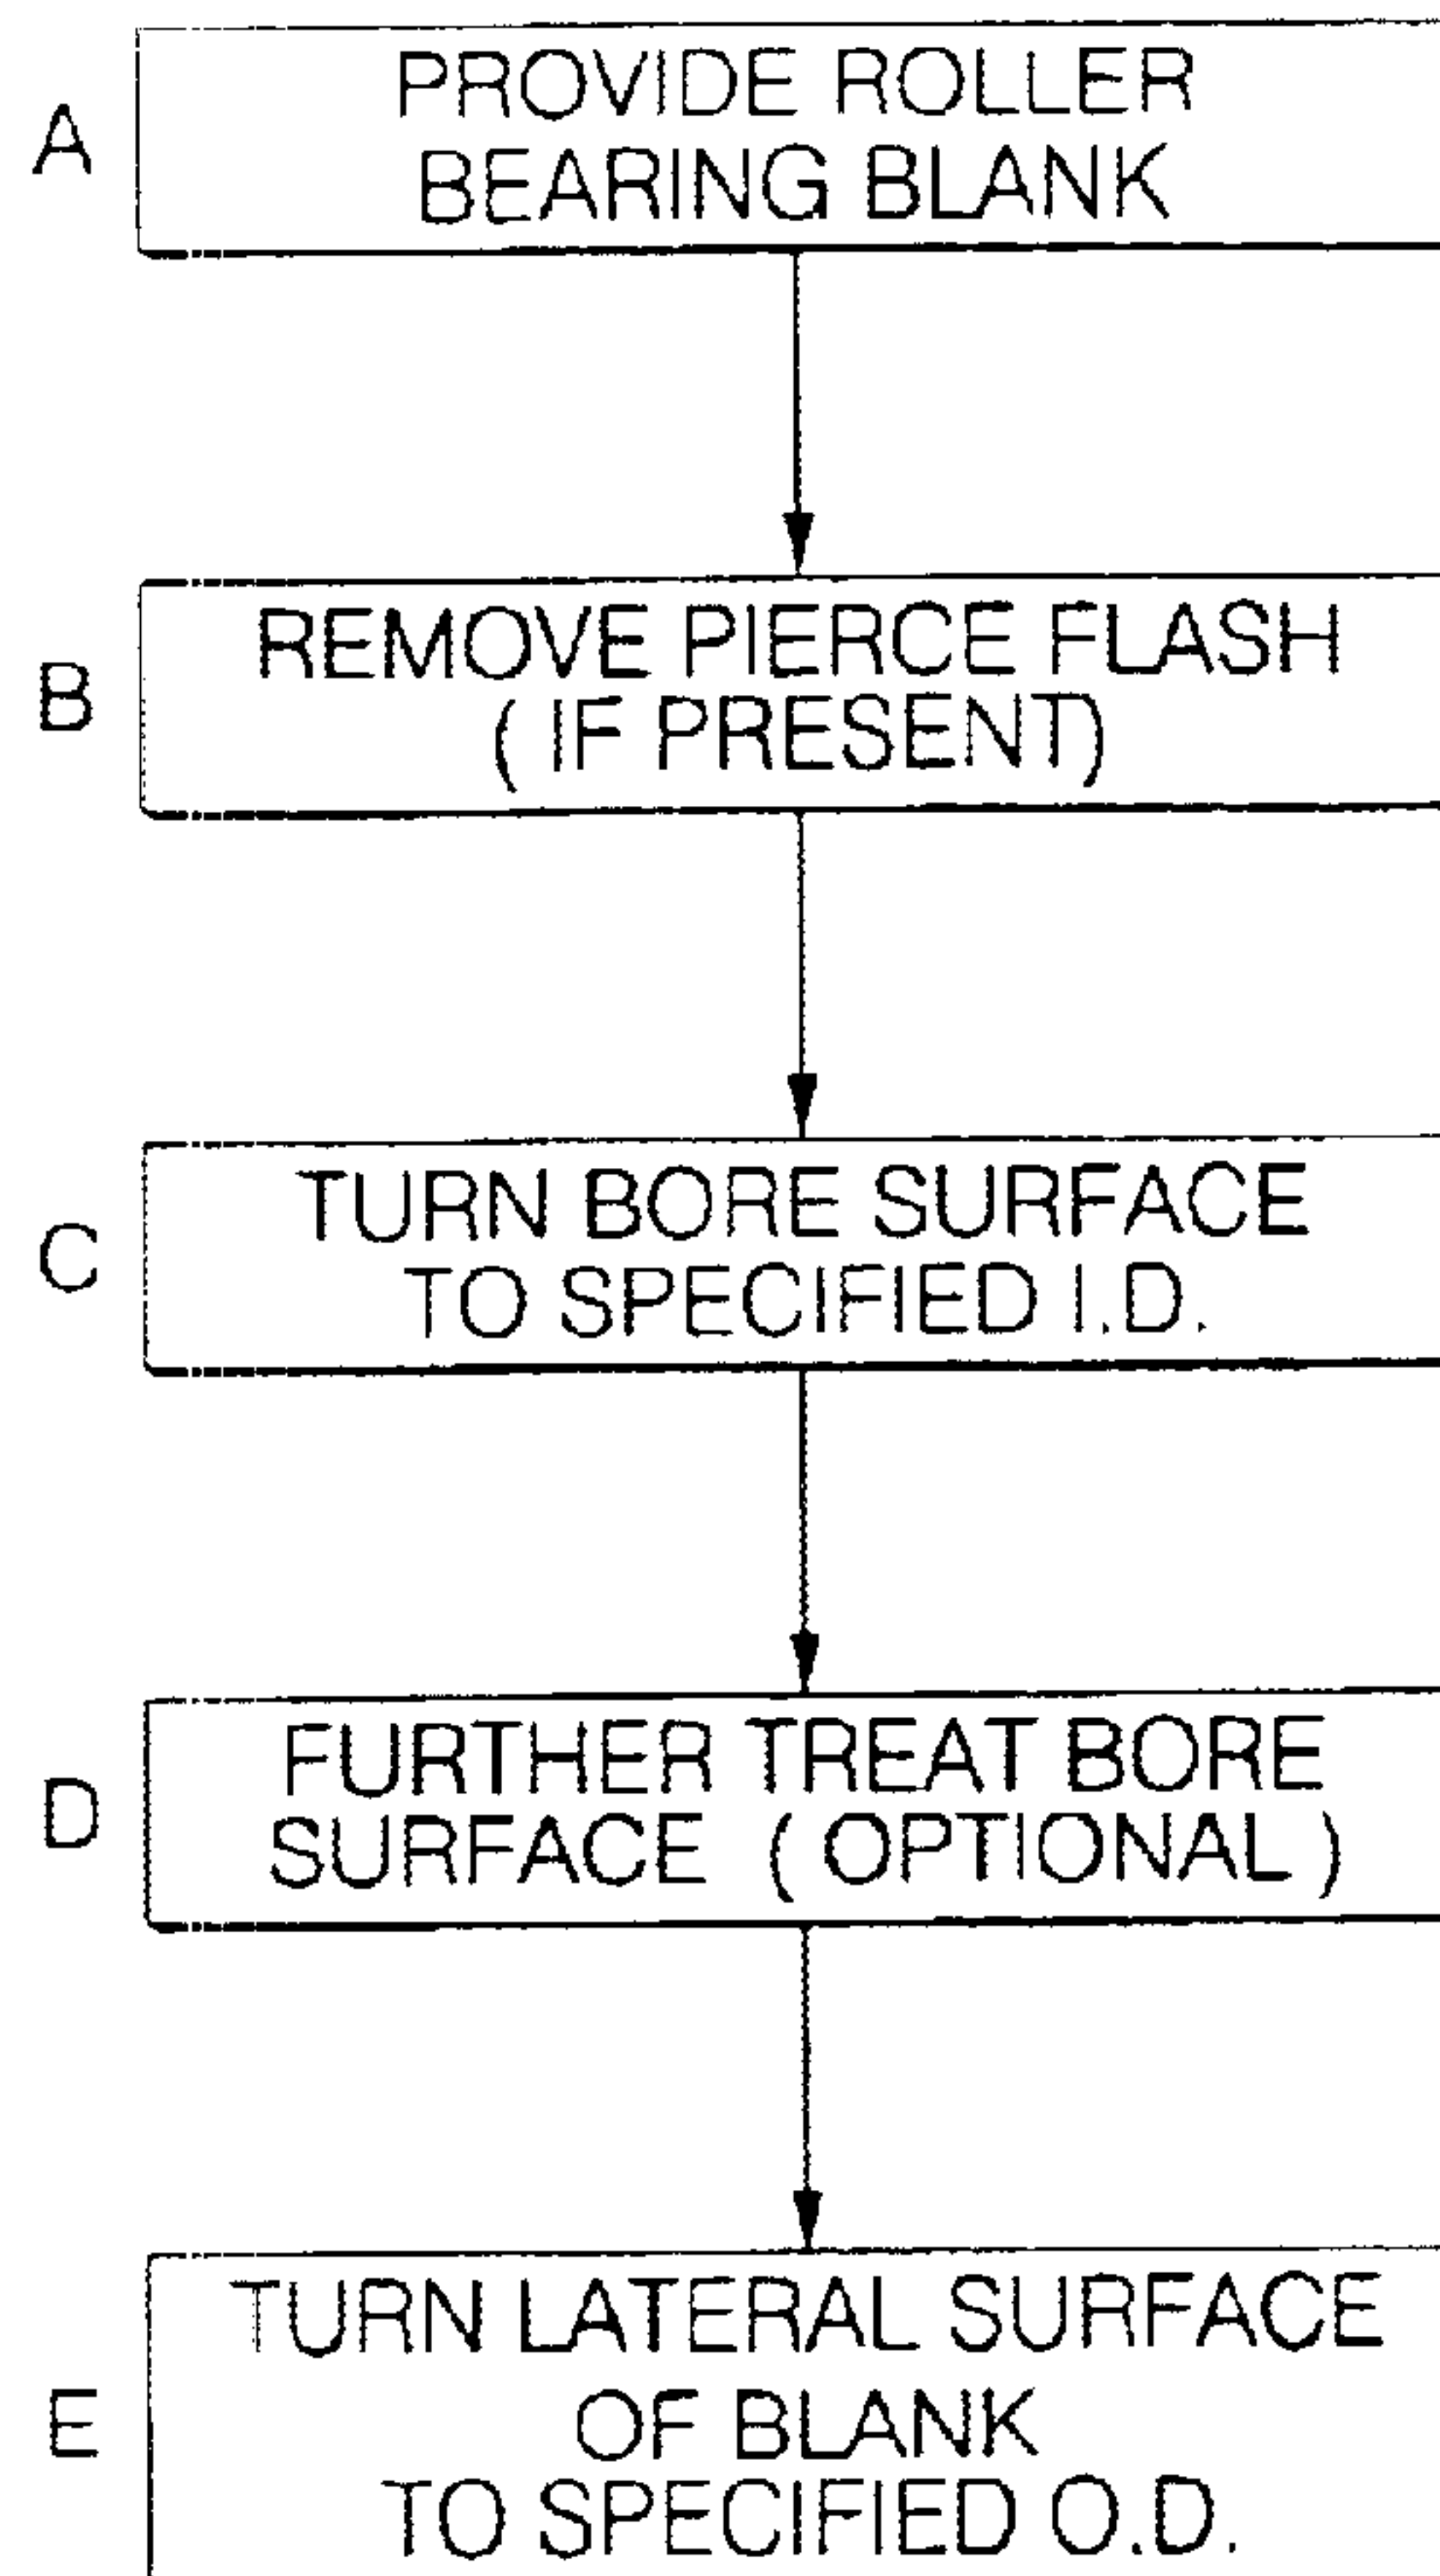 A
PROVIDE ROLLER
BEARING BLANK
B
REMOVE PIERCE FLASH
( IF PRESENT)
C
TURN BORE SURFACE
TO SPECIFIED I.D.
D
FURTHER TREAT BORE
SURFACE ( OPTIONAL )
E
TURN LATERAL SURFACE
OF BLANK
TO SPECIFIED O.D.